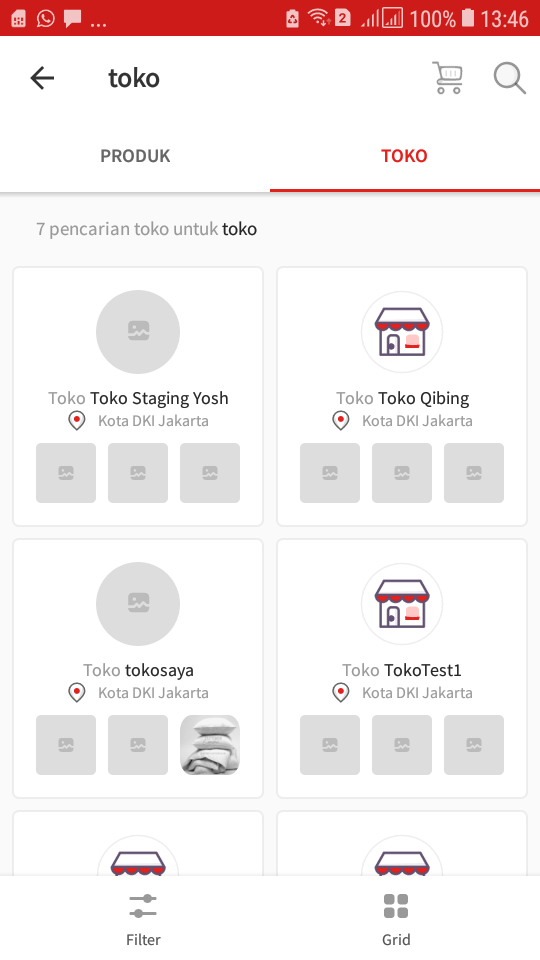 ... 2 100% 13:46
toko
PRODUK TOKO
7 pencarian toko untuk toko
Toko Toko Staging Yosh
Kota DKI Jakarta
Toko Toko Qibing
Kota DKI Jakarta
Toko tokosaya
Kota DKI Jakarta
Toko TokoTest1
Kota DKI Jakarta
Filter Grid